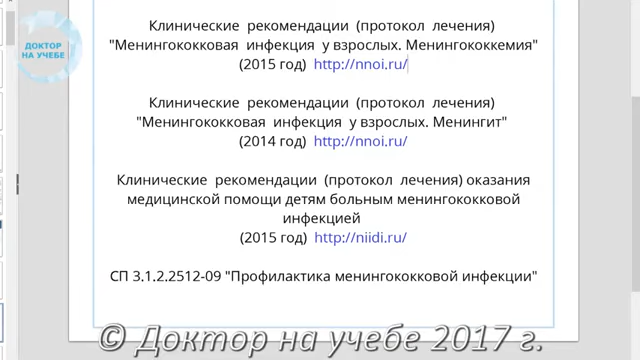 ДОКТОР
НА УЧЕБЕ
Клинические рекомендации (протокол лечения)
"Менингококковая инфекция у взрослых. Менингококкемия"
(2015 год) http://nnoi.ru/
Клинические рекомендации (протокол лечения)
"Менингококковая инфекция у взрослых. Менингит"
(2014 год) http://nnoi.ru/
Клинические рекомендации (протокол лечения) оказания
медицинской помощи детям больным менингококковой
инфекцией
(2015 год) http://niidi.ru/
СП 3.1.2.2512-09 "Профилактика менингококковой инфекции"
© Доктор на учебе 2017 г.